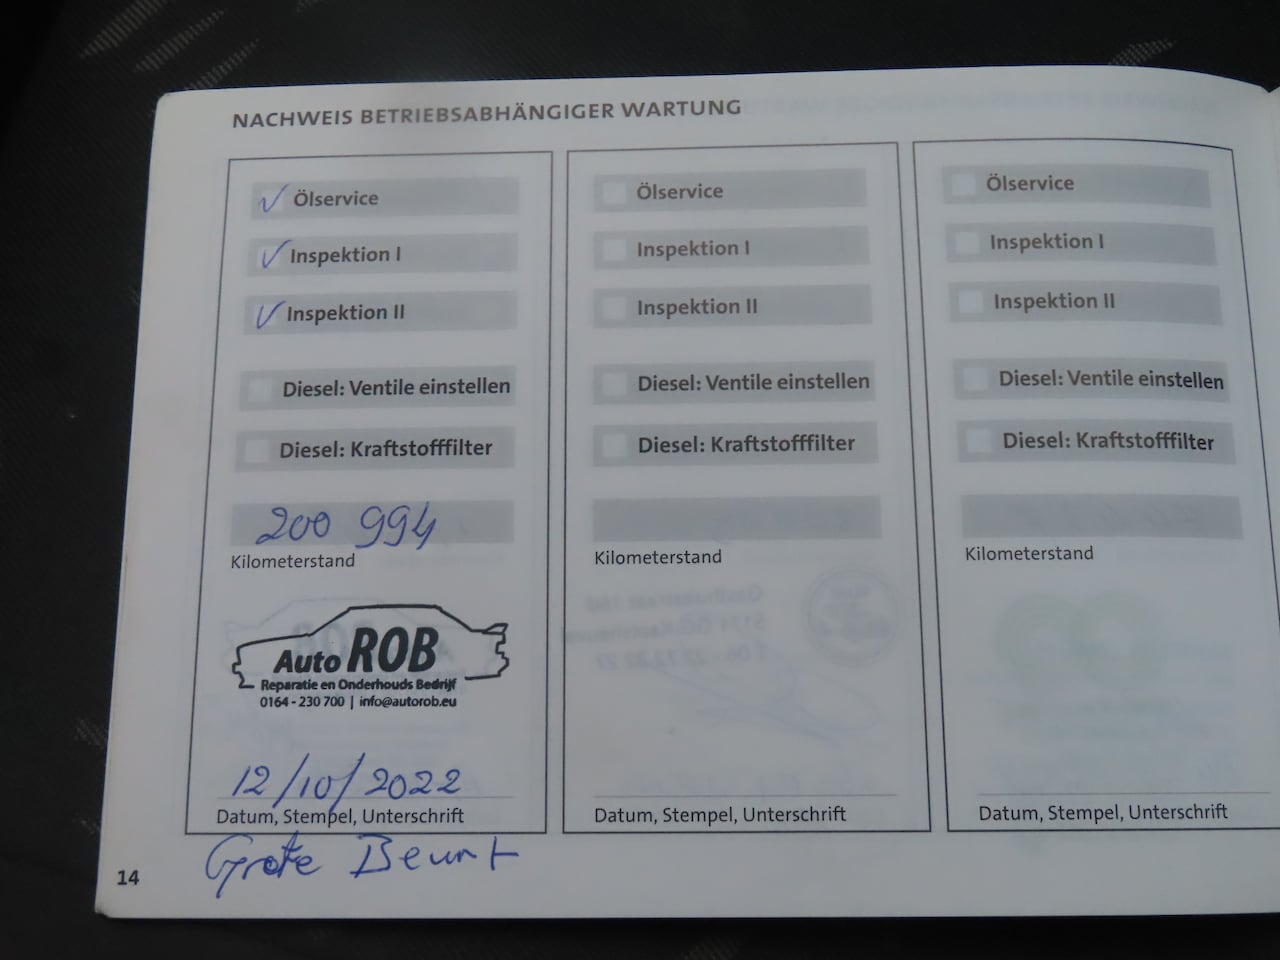 NACHWEIS BETRIEBSABHÄNGIGER WARTUNG
Ölservice
Inspektion I
Inspektion II
Diesel: Ventile einstellen
Diesel: Kraftstofffilter
200 994
Kilometerstand
Auto ROB
Reparatie en Onderhouds Bedrijf
0164 - 230 700 | info@autorob.eu
12/10/2022
Datum, Stempel, Unterschrift
Grote Beurt
Ölservice
Inspektion I
Inspektion II
Diesel: Ventile einstellen
Diesel: Kraftstofffilter
Kilometerstand
Datum, Stempel, Unterschrift
Ölservice
Inspektion I
Inspektion II
Diesel: Ventile einstellen
Diesel: Kraftstofffilter
Kilometerstand
Datum, Stempel, Unterschrift
14